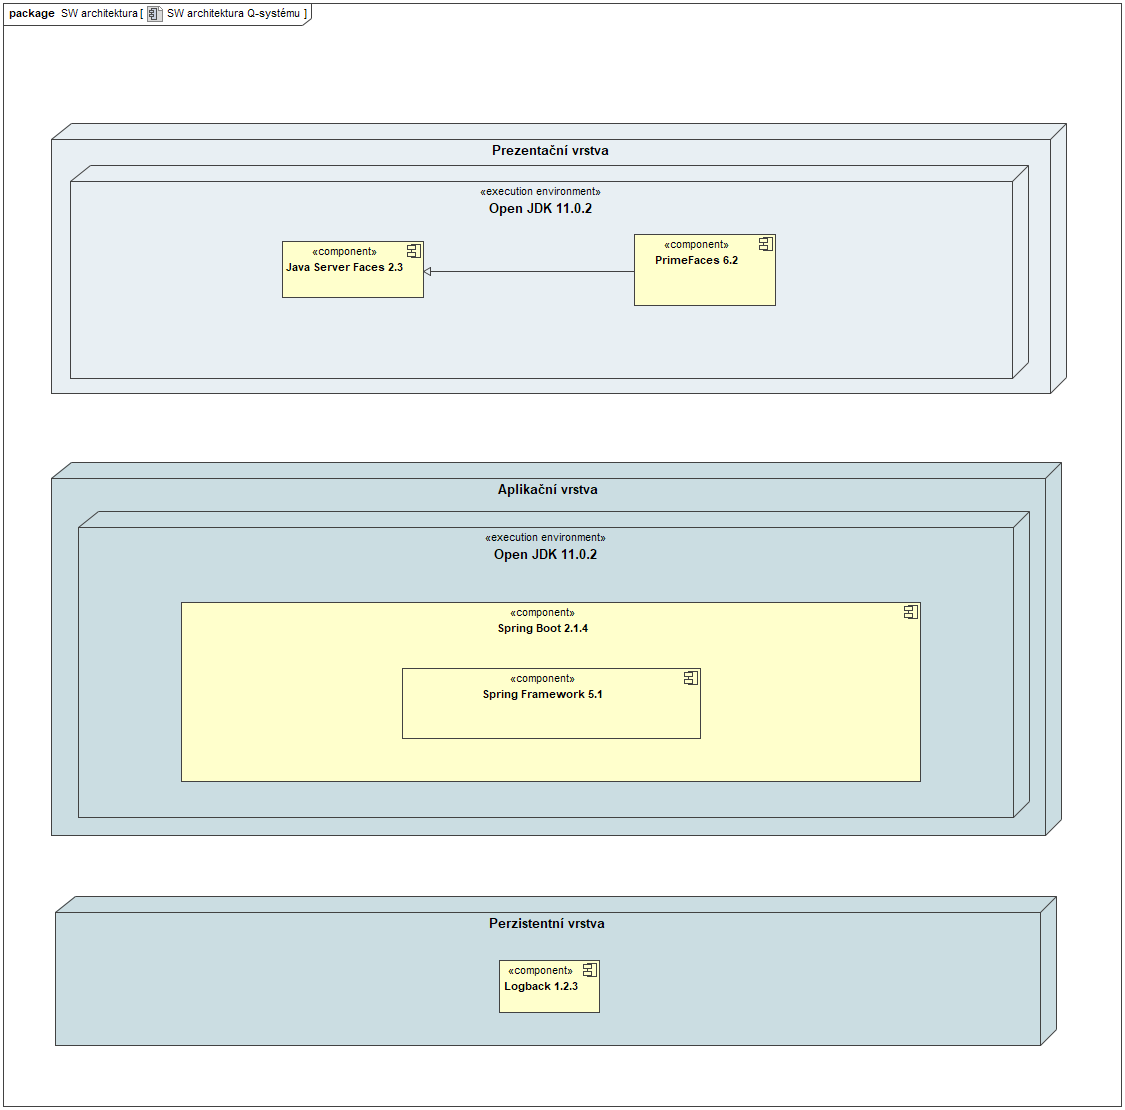 package SW architektura [ SW architektura Q-systému ]
Prezentační vrstva
«execution environment»
Open JDK 11.0.2
«component»
Java Server Faces 2.3
«component»
PrimeFaces 6.2
Aplikační vrstva
«execution environment»
Open JDK 11.0.2
«component»
Spring Boot 2.1.4
«component»
Spring Framework 5.1
Perzistentní vrstva
«component»
Logback 1.2.3